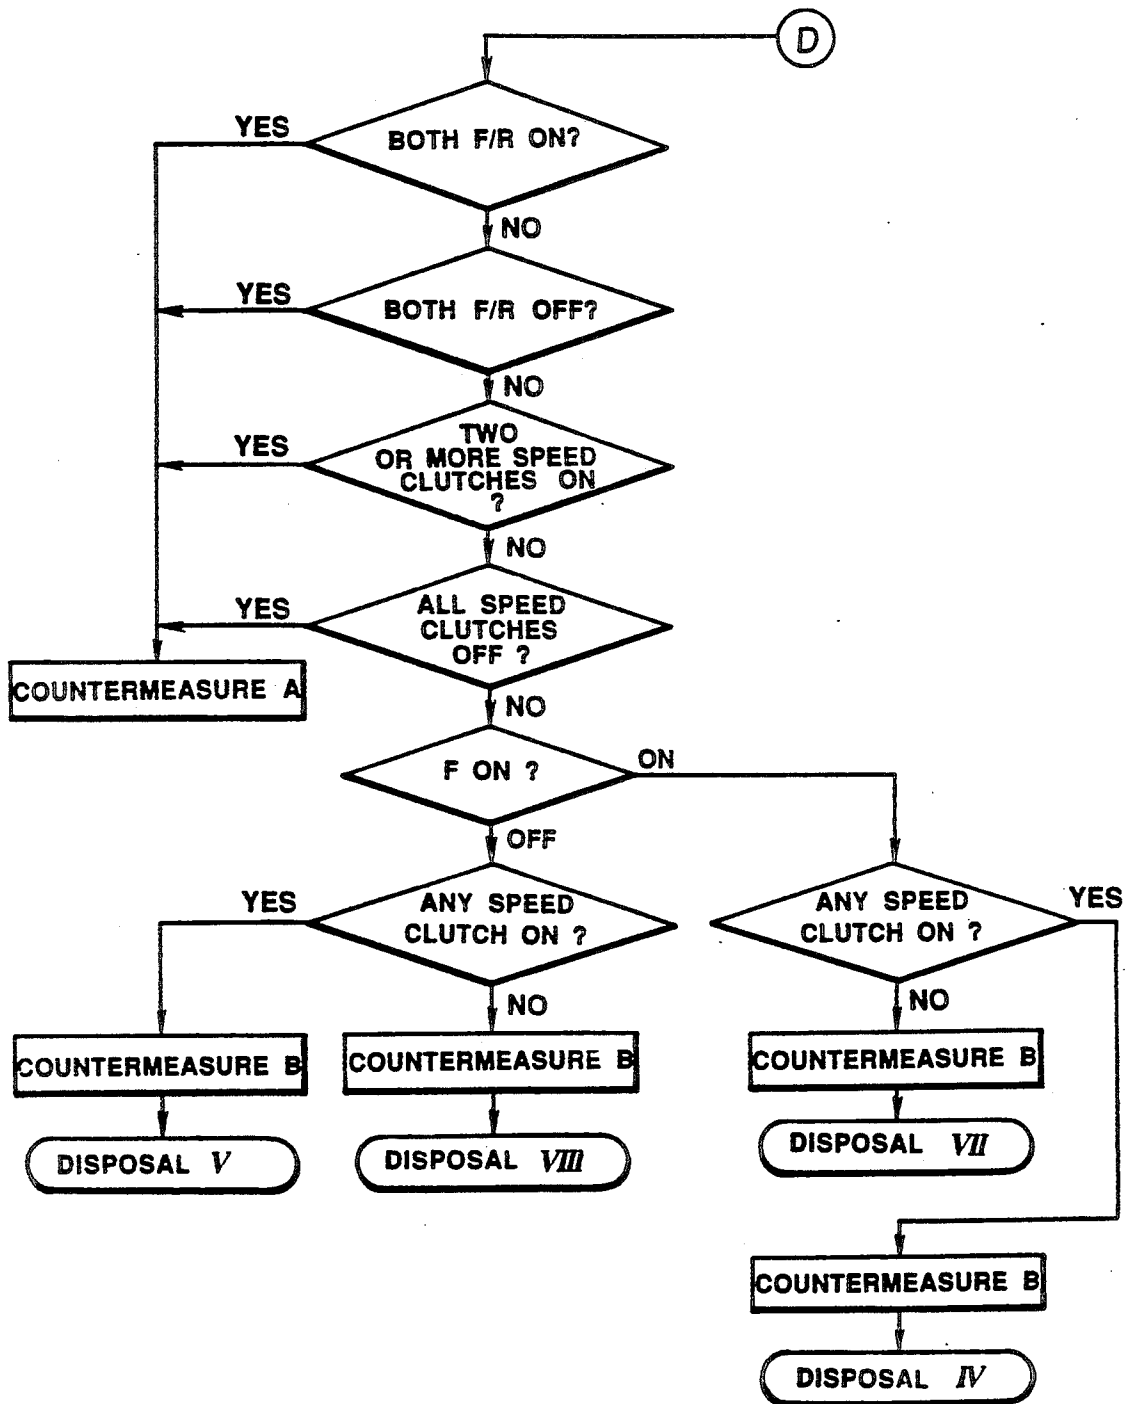 D
YES
BOTH F/R ON?
NO
YES
BOTH F/R OFF?
NO
YES
TWO
OR MORE SPEED
CLUTCHES ON
?
NO
YES
ALL SPEED
CLUTCHES
OFF ?
COUNTERMEASURE A
NO
F ON ?
ON
OFF
YES
ANY SPEED
CLUTCH ON ?
ANY SPEED
CLUTCH ON ?
YES
NO
NO
COUNTERMEASURE B
COUNTERMEASURE B
COUNTERMEASURE B
DISPOSAL V
DISPOSAL VIII
DISPOSAL VII
COUNTERMEASURE B
DISPOSAL IV